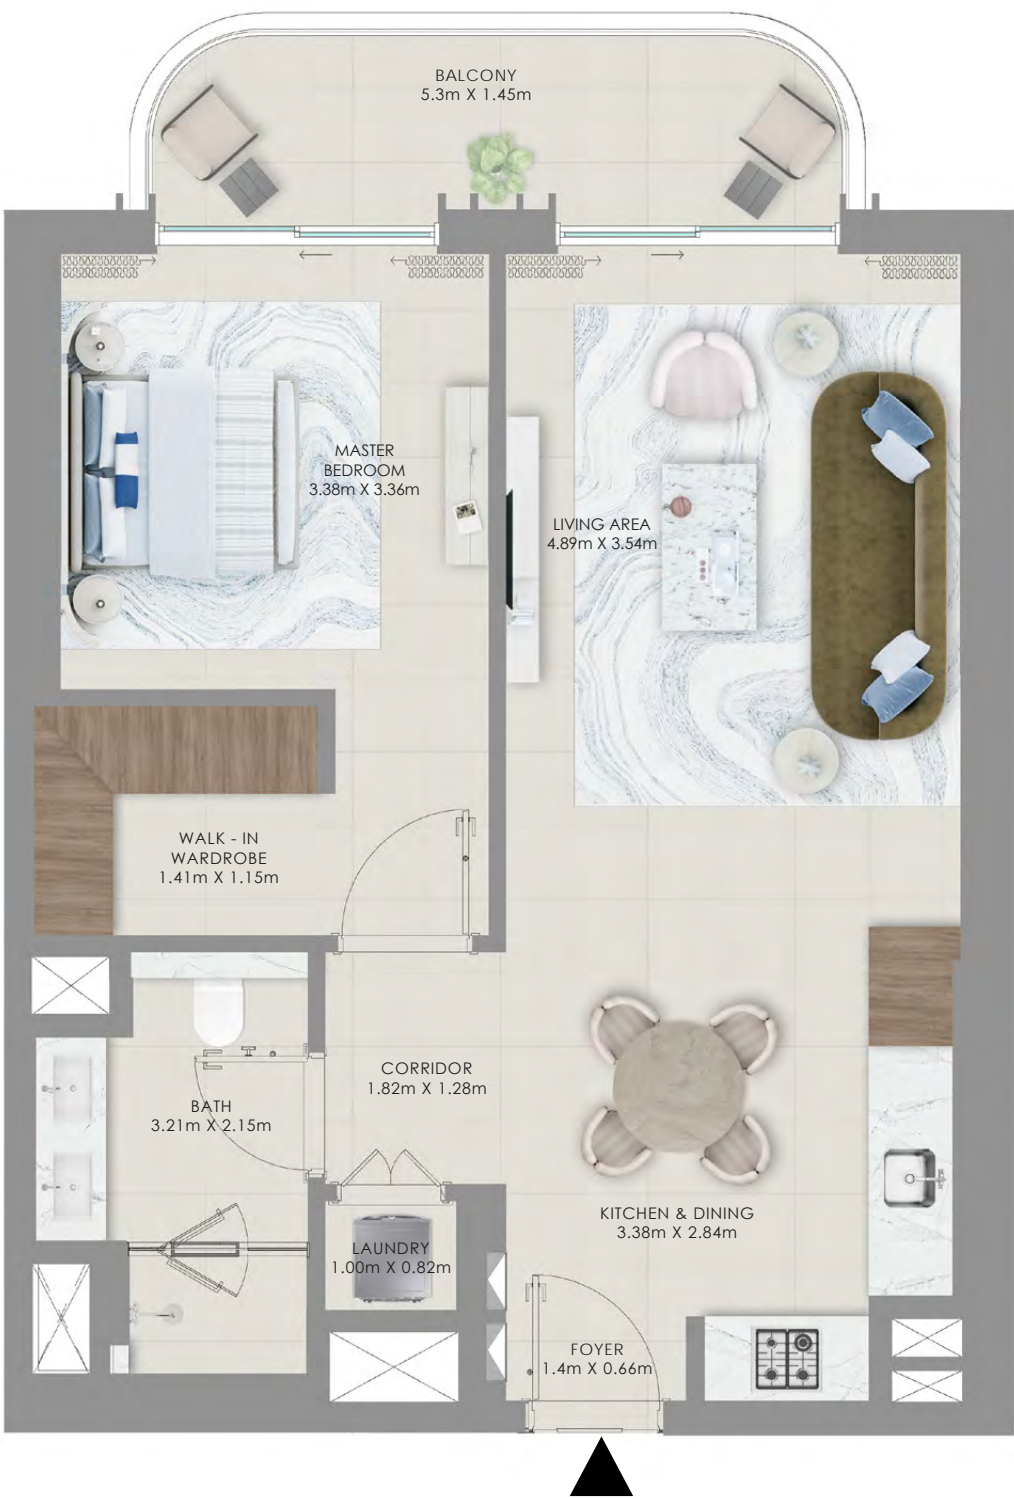 BALCONY
5.3m X 1.45m
MASTER
BEDROOM
3.38m X 3.36m
LIVING AREA
4.89m X 3.54m
WALK - IN
WARDROBE
1.41m X 1.15m
CORRIDOR
1.82m X 1.28m
BATH
3.21m X 2.15m
KITCHEN & DINING
3.38m X 2.84m
LAUNDRY
1.00m X 0.82m
FOYER
1.4m X 0.66m